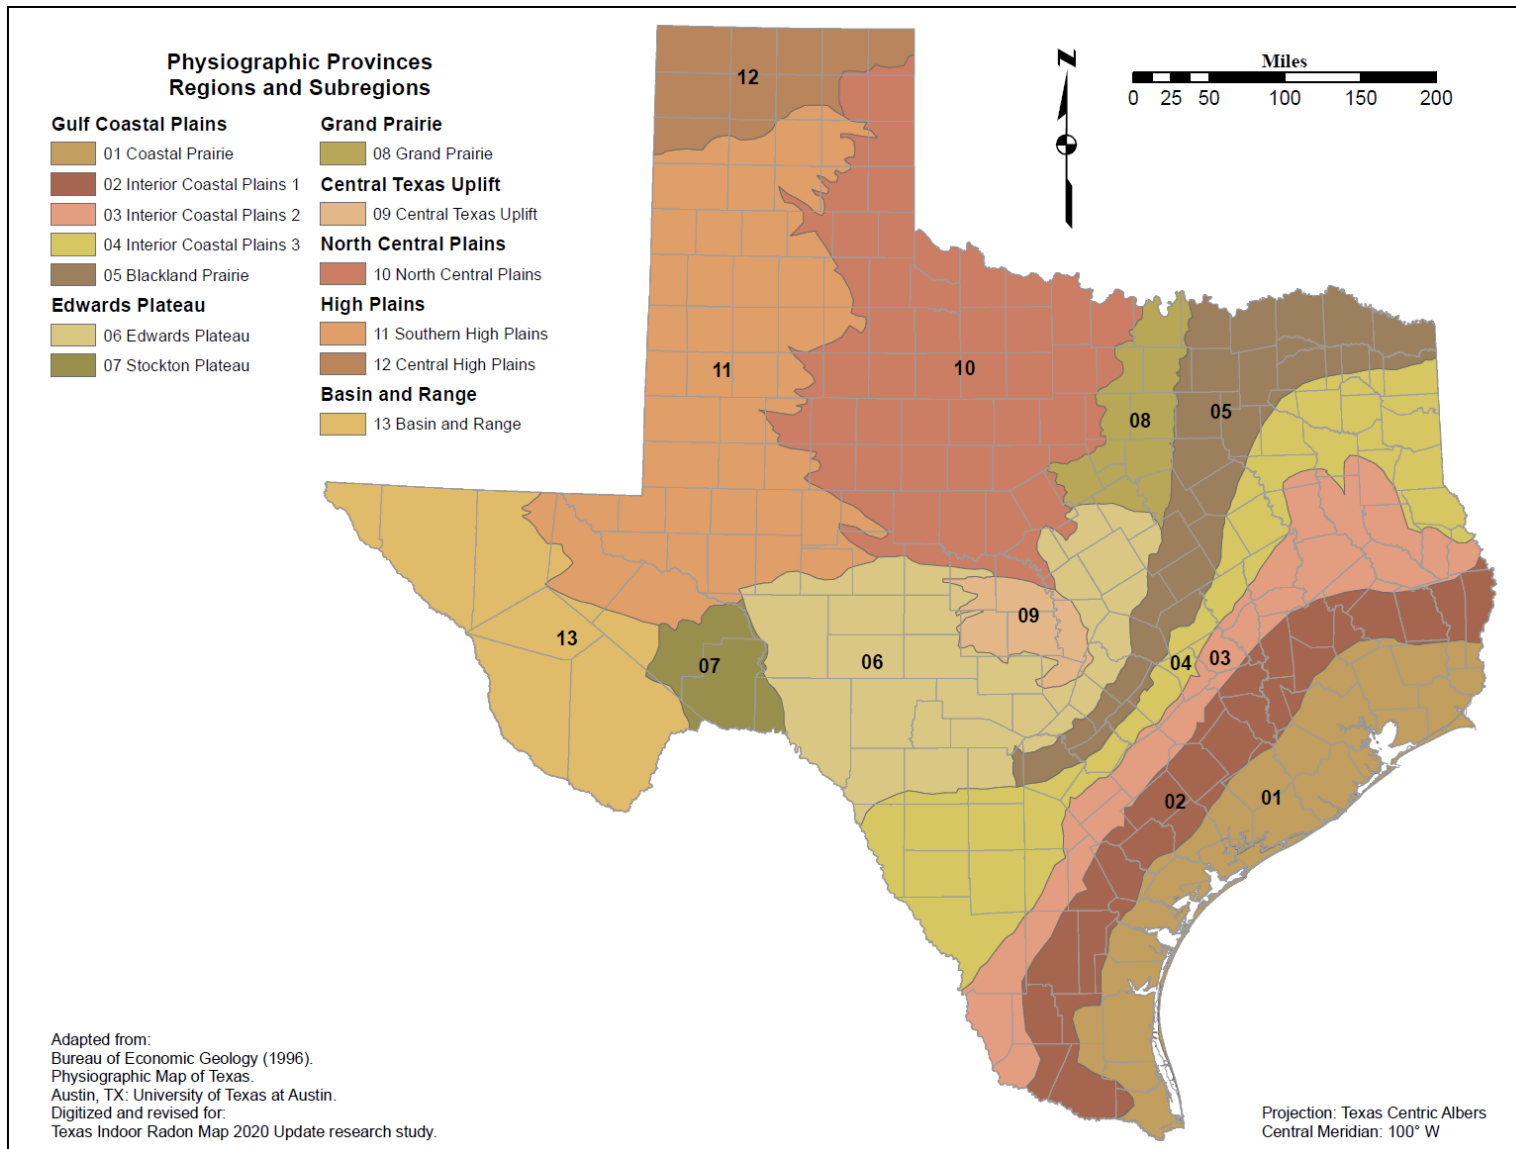 Physiographic Provinces
Regions and Subregions
Gulf Coastal Plains
01 Coastal Prairie
02 Interior Coastal Plains 1
03 Interior Coastal Plains 2
04 Interior Coastal Plains 3
05 Blackland Prairie
Edwards Plateau
06 Edwards Plateau
07 Stockton Plateau
Grand Prairie
08 Grand Prairie
Central Texas Uplift
09 Central Texas Uplift
North Central Plains
10 North Central Plains
High Plains
11 Southern High Plains
12 Central High Plains
Basin and Range
13 Basin and Range
N
Miles
0 25 50 100 150 200
12
11
10
08
05
09
13
07
06
04
03
02
01
Adapted from:
Bureau of Economic Geology (1996).
Physiographic Map of Texas.
Austin, TX: University of Texas at Austin.
Digitized and revised for:
Texas Indoor Radon Map 2020 Update research study.
Projection: Texas Centric Albers
Central Meridian: 100° W